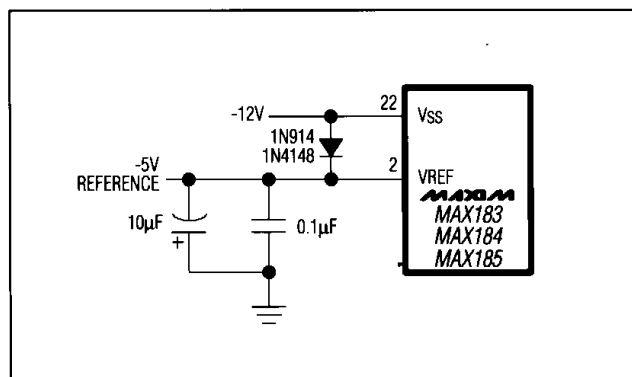 -12V
22
VSS
1N914
1N4148
-5V
REFERENCE
2
VREF
MAXIM
MAX183
MAX184
MAX185
10µF
+
0.1µF